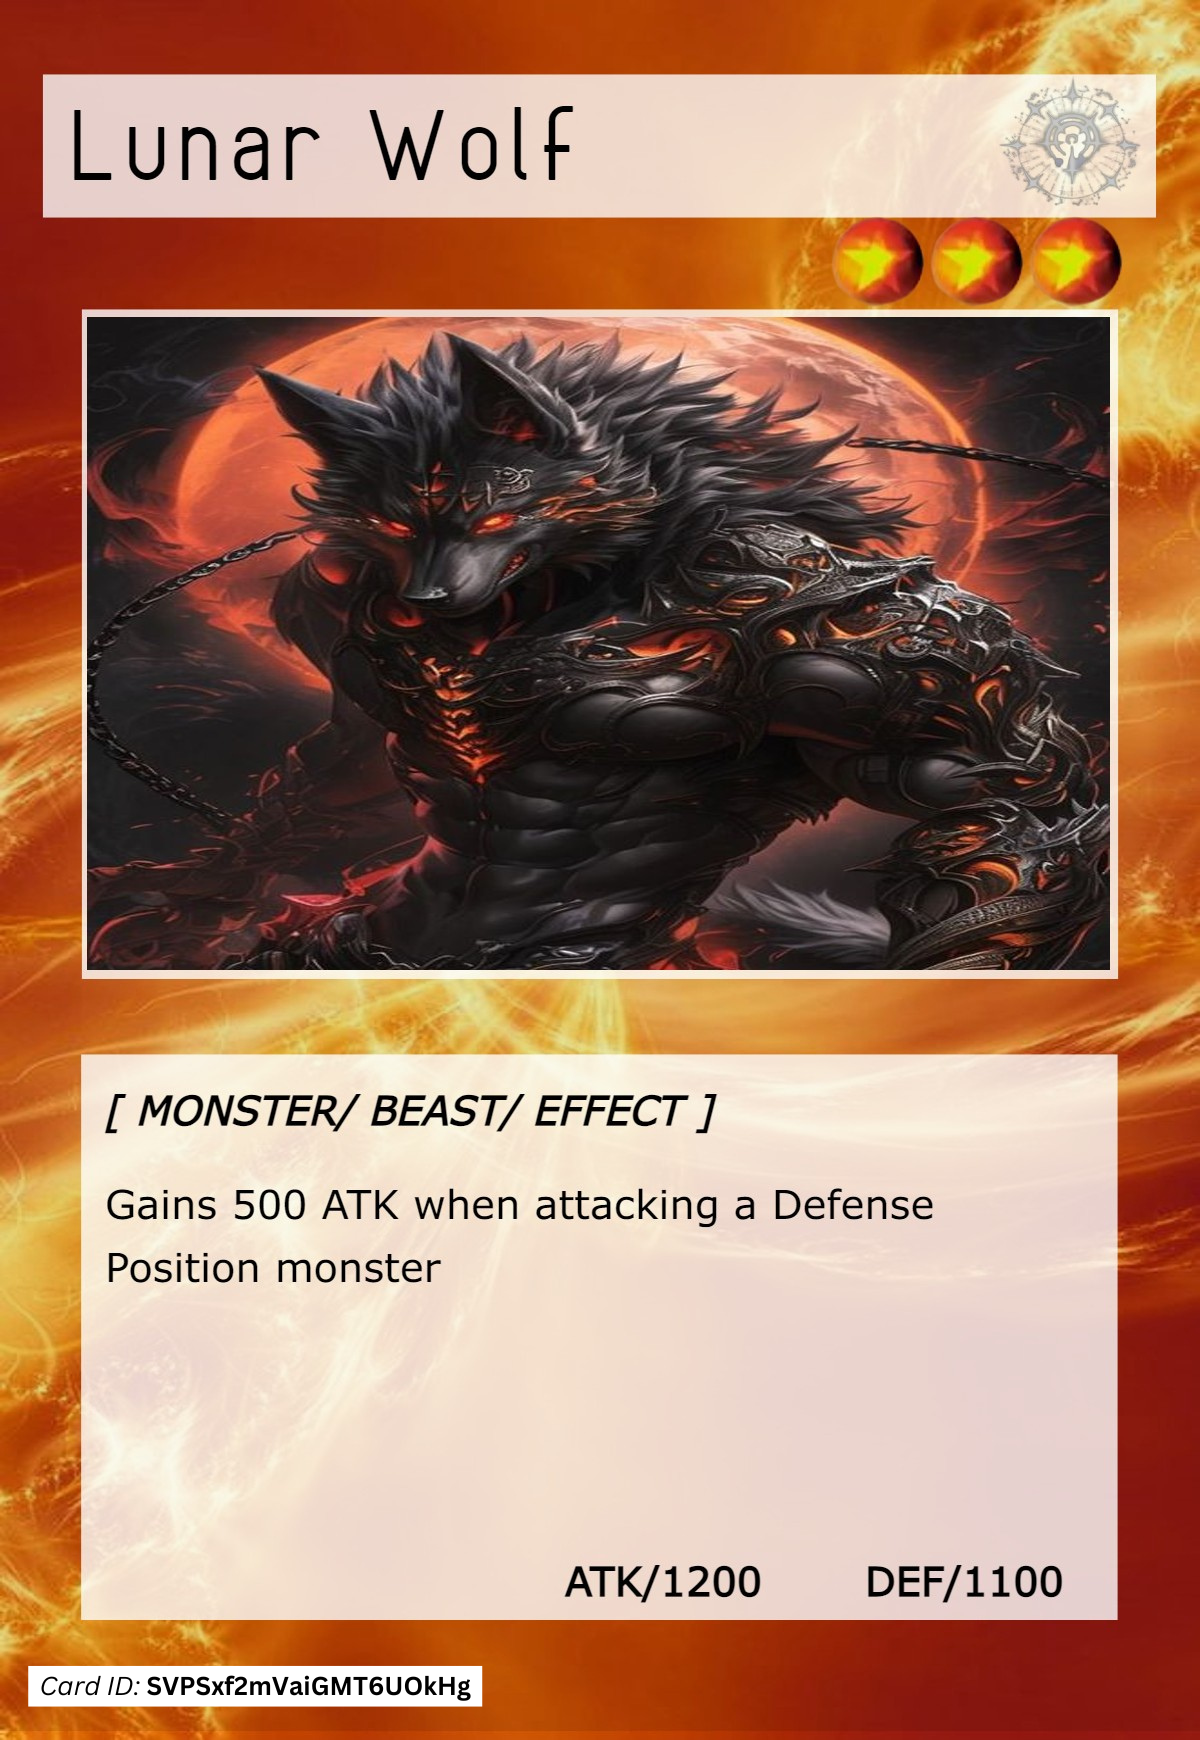 Lunar Wolf
[ MONSTER/ BEAST/ EFFECT ]
Gains 500 ATK when attacking a Defense
Position monster
ATK/1200 DEF/1100
Card ID: SVPSxf2mVaiGMT6UOkHg